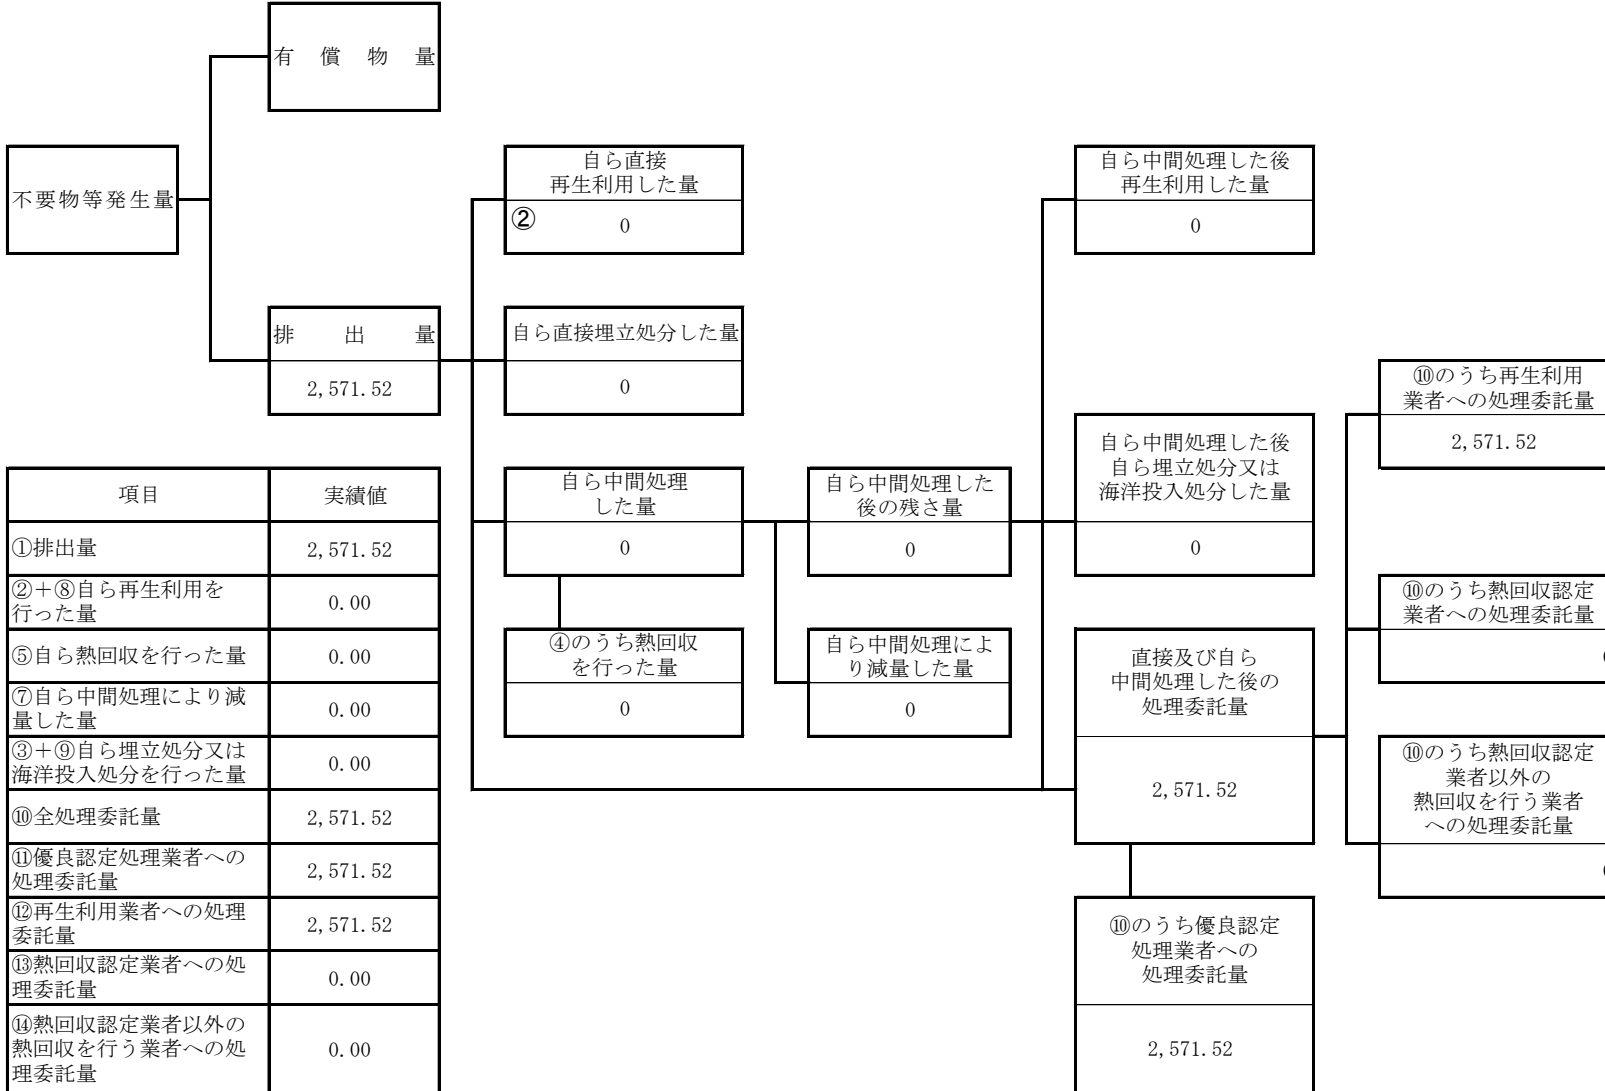 有償物量
不要物等発生量
排出量
2,571.52
自ら直接
再生利用した量
②
0
自ら直接埋立処分した量
0
自ら中間処理
した量
0
④のうち熱回収
を行った量
0
自ら中間処理した
後の残さ量
0
自ら中間処理によ
り減量した量
0
自ら中間処理した後
再生利用した量
0
自ら中間処理した後
自ら埋立処分又は
海洋投入処分した量
0
直接及び自ら
中間処理した後の
処理委託量
2,571.52
⑩のうち優良認定
処理業者への
処理委託量
2,571.52
⑩のうち再生利用
業者への処理委託量
2,571.52
⑩のうち熱回収認定
業者への処理委託量
⑩のうち熱回収認定
業者以外の
熱回収を行う業者
への処理委託量
項目 実績値
①排出量 2,571.52
②+⑧自ら再生利用を
行った量 0.00
⑤自ら熱回収を行った量 0.00
⑦自ら中間処理により減
量した量 0.00
③+⑨自ら埋立処分又は
海洋投入処分を行った量 0.00
⑩全処理委託量 2,571.52
⑪優良認定処理業者への
処理委託量 2,571.52
⑫再生利用業者への処理
委託量 2,571.52
⑬熱回収認定業者への処
理委託量 0.00
⑭熱回収認定業者以外の
熱回収を行う業者への処
理委託量 0.00